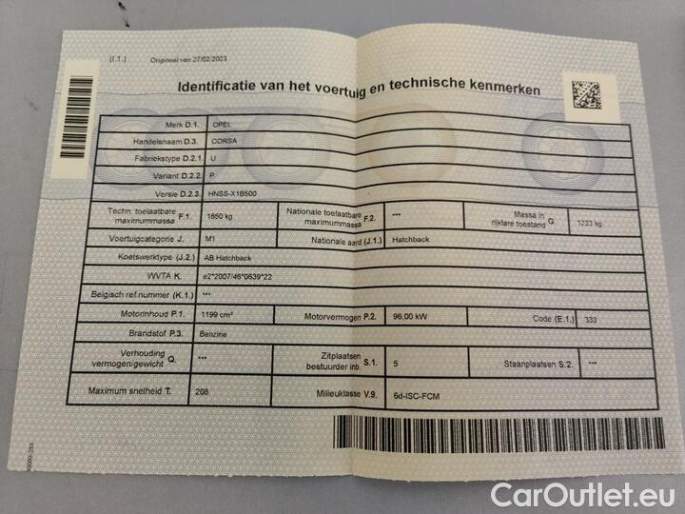 (I.1.) Origineel van 27/02/2023
Identificatie van het voertuig en technische kenmerken
Merk D.1. OPEL
Handelsnaam D.3. CORSA
Fabriekstype D.2.1 U
Variant D.2.2 P
Versie D.2.3 HNSS-X1B500
Techn. toelaatbare maximummassa F.1. 1650 kg Nationale toelaatbare maximummassa F.2. *** Massa in rijklare toestand G. 1233 kg
Voertuigcategorie J. M1 Nationale aard (J.1.) Hatchback
Koetswerktype (J.2.) AB Hatchback
WVTA K. e2*2007/46*0639*22
Belgisch ref.nummer (K.1.) ***
Motorinhoud P.1. 1199 cm³ Motorvermogen P.2. 96.00 kW Code (E.1.) 333
Brandstof P.3. Benzine
Verhouding vermogen/gewicht Q. *** Zitplaatsen bestuurder inb. S.1. 5 Staanplaatsen S.2. ***
Maximum snelheid T. 208 Milieuklasse V.9. 6d-ISC-FCM
CarOutlet.eu